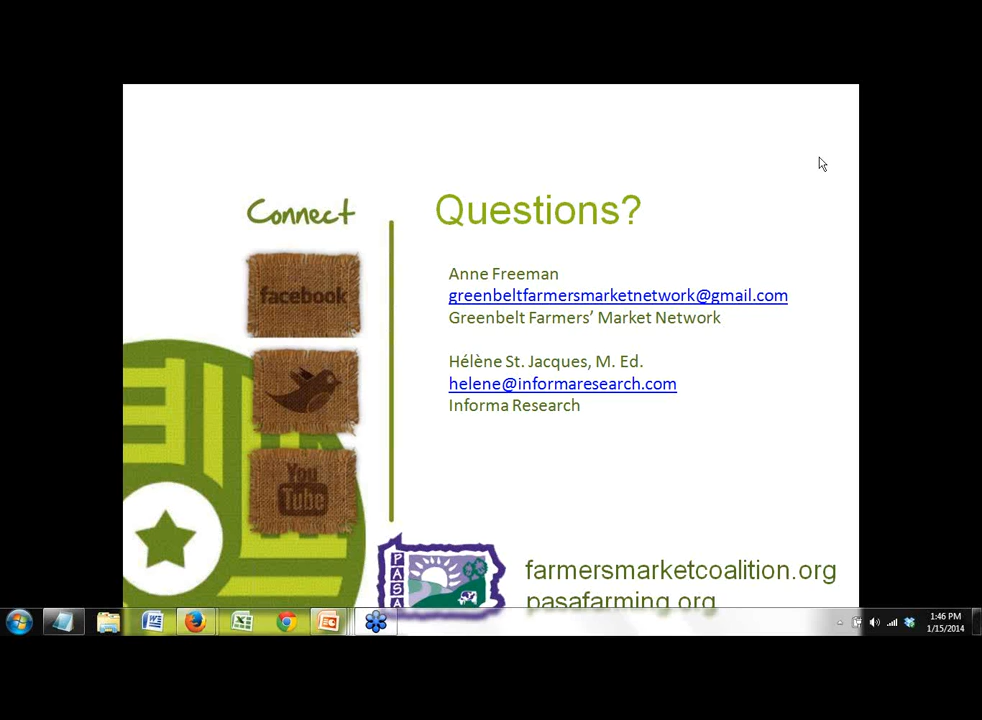 Connect
facebook
You
Tube
Questions?
Anne Freeman
greenbeltfarmersmarketnetwork@gmail.com
Greenbelt Farmers’ Market Network
Hélène St. Jacques, M. Ed.
helene@informaresearch.com
Informa Research
PASA
farmersmarketcoalition.org
pasafarming.org
1:46 PM
1/15/2014